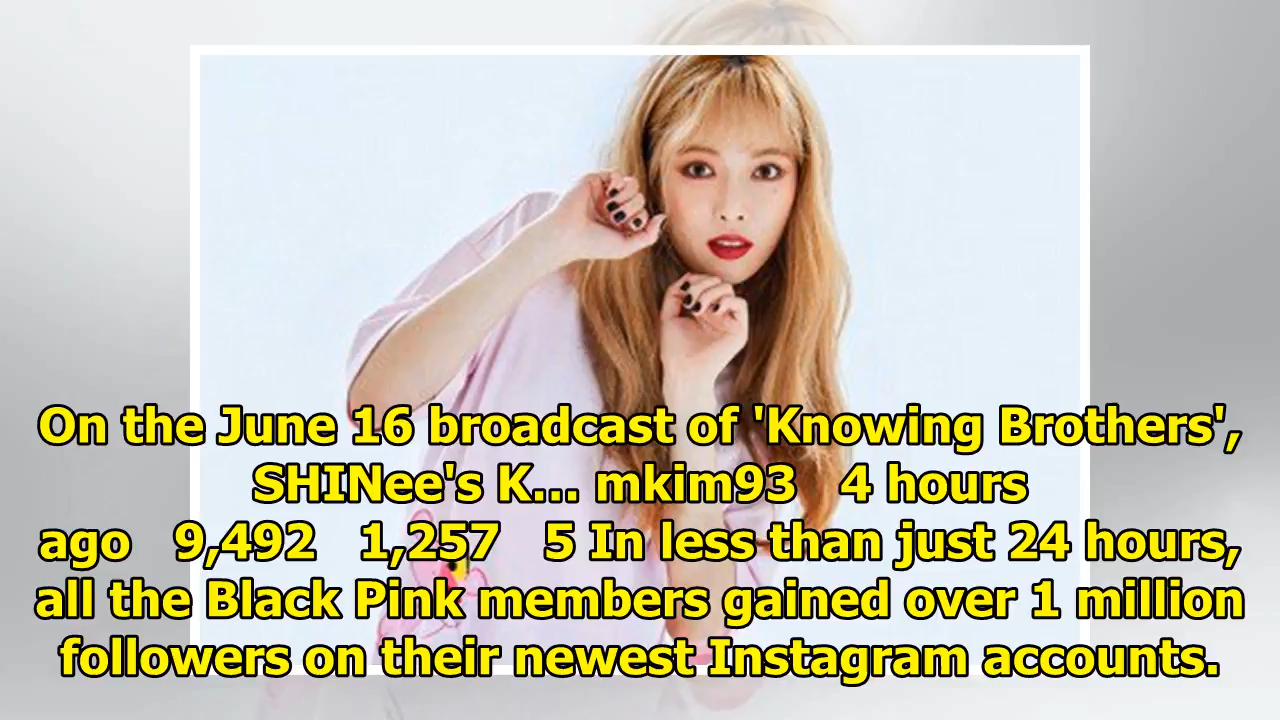 On the June 16 broadcast of 'Knowing Brothers',
SHINee's K... mkim93   4 hours
ago   9,492   1,257   5 In less than just 24 hours,
all the Black Pink members gained over 1 million
followers on their newest Instagram accounts.